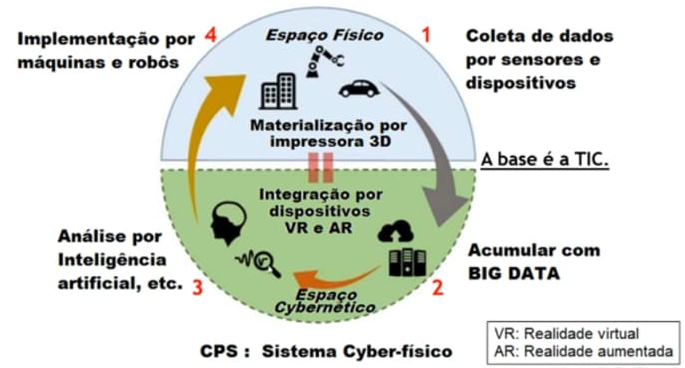 Implementação por
máquinas e robôs
4
Espaço Físico
1
Coleta de dados
por sensores e
dispositivos
Materialização por
impressora 3D
A base é a TIC.
Integração por
dispositivos
VR e AR
Análise por
Inteligência
artificial, etc.
3
Acumular com
BIG DATA
2
Espaço
Cybernético
CPS : Sistema Cyber-físico
VR: Realidade virtual
AR: Realidade aumentada